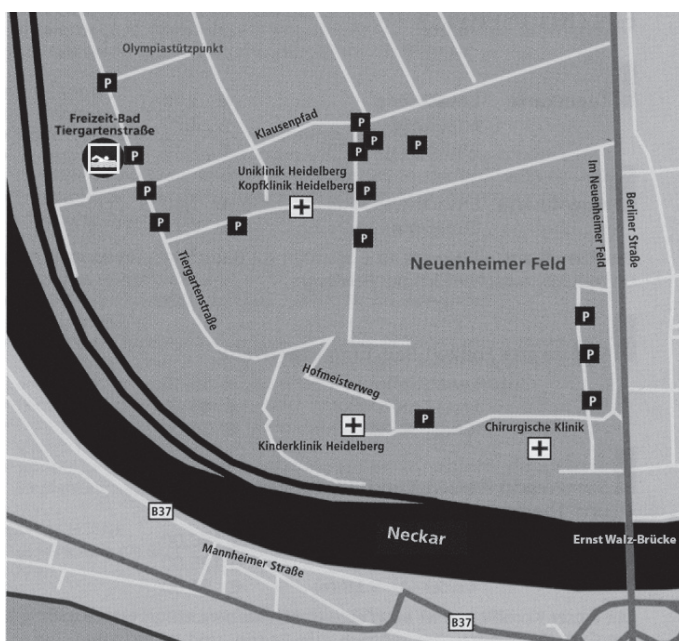 Olympiastützpunkt
P
Freizeit-Bad
Tiergartenstraße
Klausenpfad
P
P
P
P
P
Uniklinik Heidelberg
Kopfklinik Heidelberg
P
P
P
P
P
Im Neuenheimer Feld
Berliner Straße
Neuenheimer Feld
Tiergartenstraße
P
P
Hofmeisterweg
P
P
Kinderklinik Heidelberg
Chirurgische Klinik
B37
Neckar
Ernst Walz-Brücke
Mannheimer Straße
B37